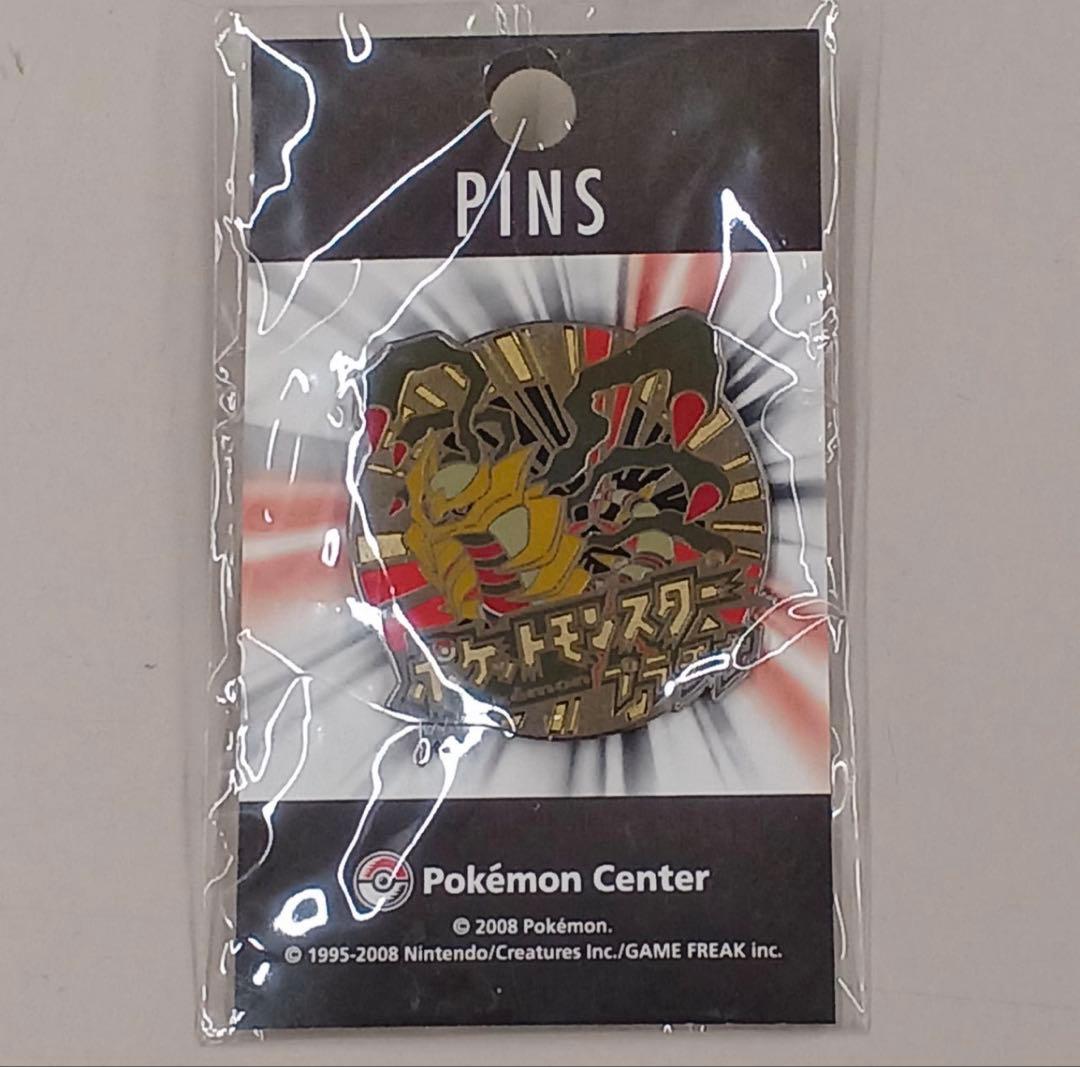 PINS
ポケットモンスター
プラチナ
Pokémon Center
© 2008 Pokémon.
© 1995-2008 Nintendo/Creatures Inc./GAME FREAK inc.